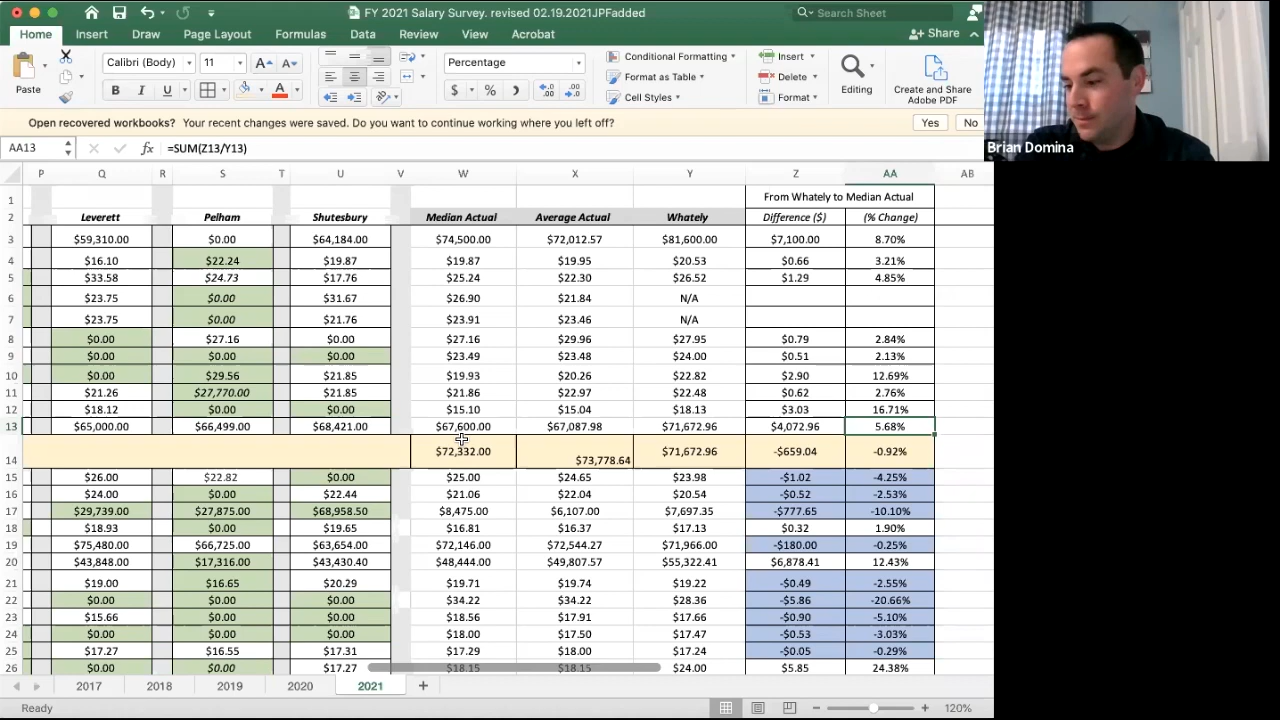 FY 2021 Salary Survey. revised 02.19.2021JPFadded
Search Sheet
Home Insert Draw Page Layout Formulas Data Review View Acrobat Share
Paste Calibri (Body) 11 A A Percentage Conditional Formatting Insert
B I U A $ % Format as Table Delete Editing Create and Share Adobe PDF
Cell Styles Format
Open recovered workbooks? Your recent changes were saved. Do you want to continue working where you left off? Yes No
Brian Domina
AA13 fx =SUM(Z13/Y13)
P Q R S T U V W X Y Z AA AB
1 From Whately to Median Actual
2 Leverett Pelham Shutesbury Median Actual Average Actual Whately Difference ($) (% Change)
3 $59,310.00 $0.00 $64,184.00 $74,500.00 $72,012.57 $81,600.00 $7,100.00 8.70%
4 $16.10 $22.24 $19.87 $19.87 $19.95 $20.53 $0.66 3.21%
5 $33.58 $24.73 $17.76 $25.24 $22.30 $26.52 $1.29 4.85%
6 $23.75 $0.00 $31.67 $26.90 $21.84 N/A
7 $23.75 $0.00 $21.76 $23.91 $23.46 N/A
8 $0.00 $27.16 $0.00 $27.16 $29.96 $27.95 $0.79 2.84%
9 $0.00 $0.00 $0.00 $23.49 $23.48 $24.00 $0.51 2.13%
10 $0.00 $29.56 $21.85 $19.93 $20.26 $22.82 $2.90 12.69%
11 $21.26 $27,770.00 $21.85 $21.86 $22.97 $22.48 $0.62 2.76%
12 $18.12 $0.00 $0.00 $15.10 $15.04 $18.13 $3.03 16.71%
13 $65,000.00 $66,499.00 $68,421.00 $67,600.00 $67,087.98 $71,672.96 $4,072.96 5.68%
14 $72,332.00 $73,778.64 $71,672.96 -$659.04 -0.92%
15 $26.00 $22.82 $0.00 $25.00 $24.65 $23.98 -$1.02 -4.25%
16 $24.00 $0.00 $22.44 $21.06 $22.04 $20.54 -$0.52 -2.53%
17 $29,739.00 $27,875.00 $68,958.50 $8,475.00 $6,107.00 $7,697.35 -$777.65 -10.10%
18 $18.93 $0.00 $19.65 $16.81 $16.37 $17.13 $0.32 1.90%
19 $75,480.00 $66,725.00 $63,654.00 $72,146.00 $72,544.27 $71,966.00 -$180.00 -0.25%
20 $43,848.00 $17,316.00 $43,430.40 $48,444.00 $49,807.57 $55,322.41 $6,878.41 12.43%
21 $19.00 $16.65 $20.29 $19.71 $19.74 $19.22 -$0.49 -2.55%
22 $0.00 $0.00 $0.00 $34.22 $34.22 $28.36 -$5.86 -20.66%
23 $15.66 $0.00 $0.00 $18.56 $17.91 $17.66 -$0.90 -5.10%
24 $0.00 $0.00 $0.00 $18.00 $17.50 $17.47 -$0.53 -3.03%
25 $17.27 $16.55 $17.31 $17.29 $18.00 $17.24 -$0.05 -0.29%
26 $0.00 $0.00 $17.27 $18.15 $18.15 $24.00 $5.85 24.38%
2017 2018 2019 2020 2021
Ready 120%